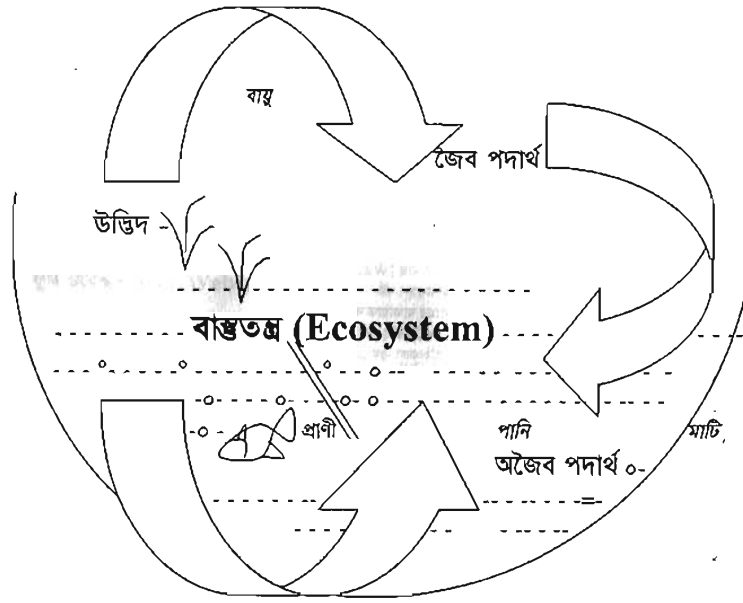 বায়ু
জৈব পদার্থ
উদ্ভিদ
বাস্তুতন্ত্র (Ecosystem)
প্রাণী
পানি
মাটি
অজৈব পদার্থ